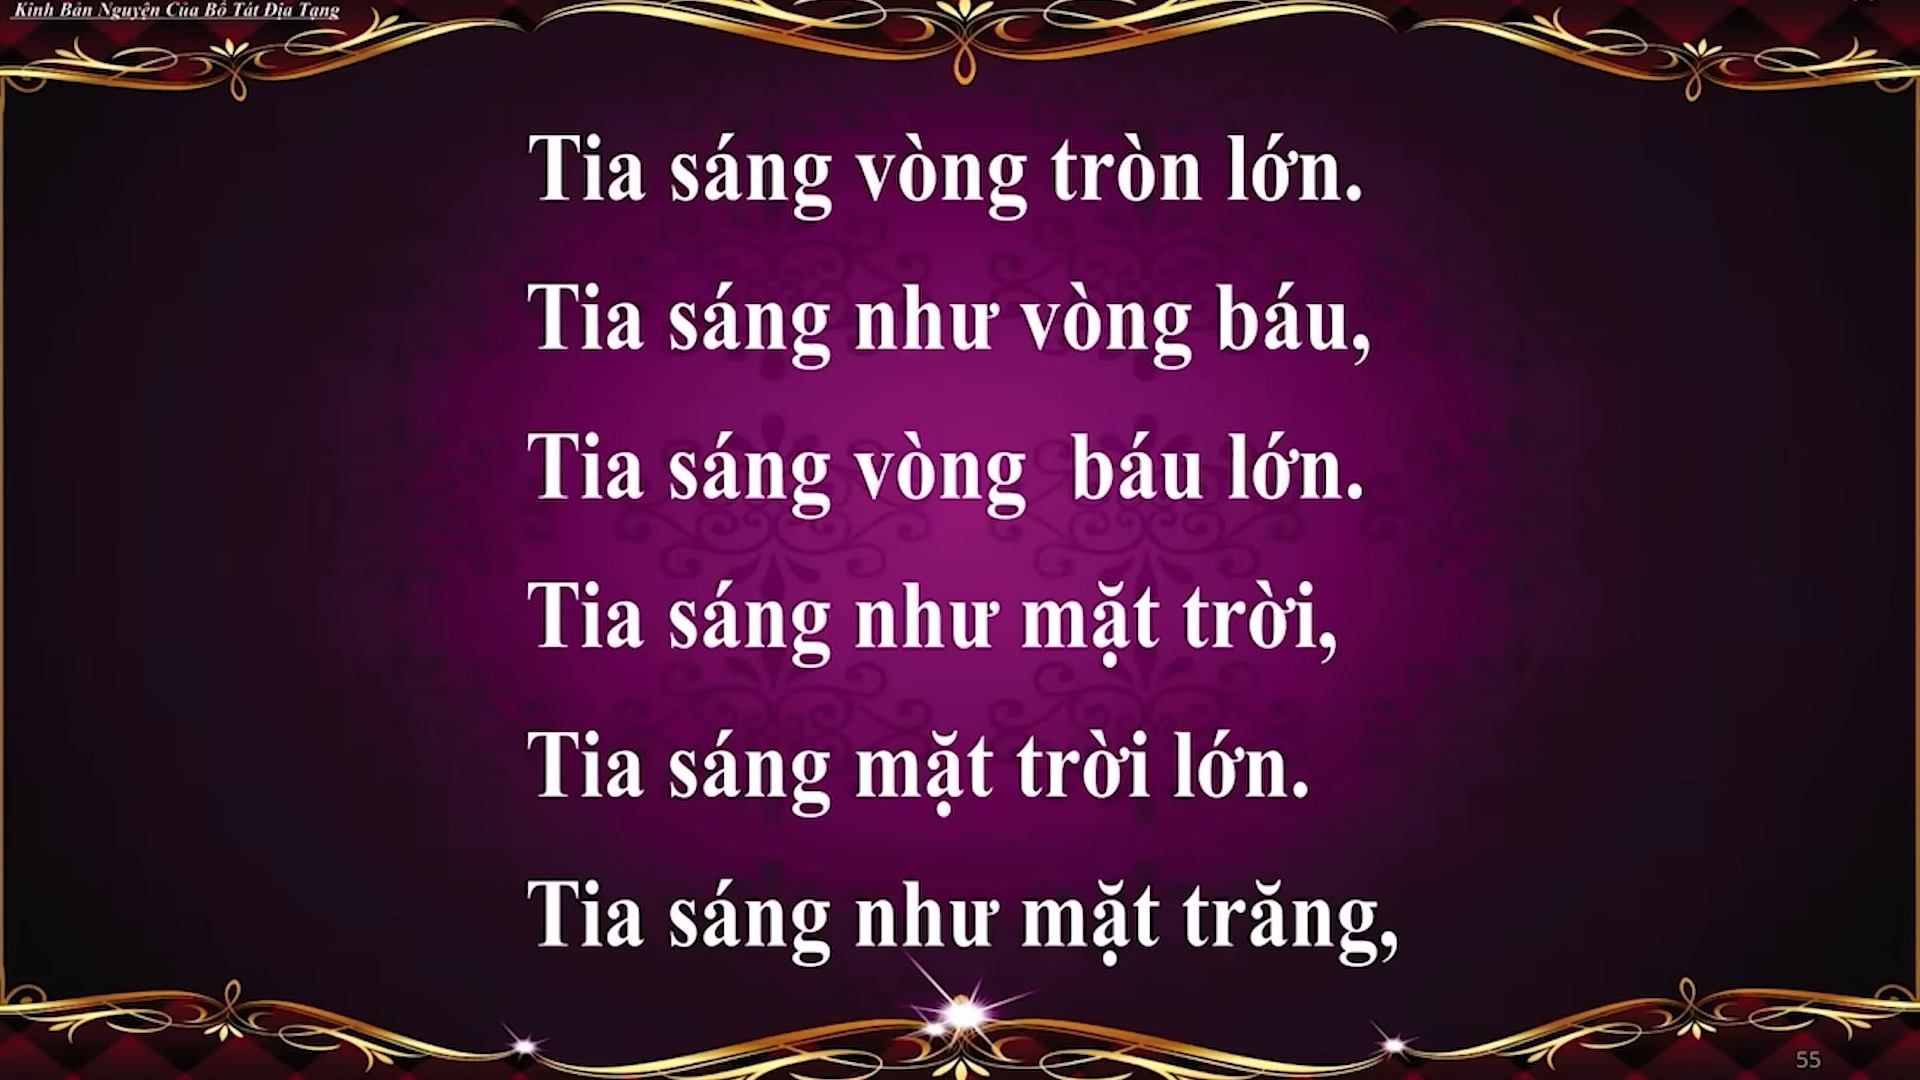 Kinh Bản Nguyện Của Bồ Tát Địa Tạng
Tia sáng vòng tròn lớn.
Tia sáng như vòng báu,
Tia sáng vòng  báu lớn.
Tia sáng như mặt trời,
Tia sáng mặt trời lớn.
Tia sáng như mặt trăng,
55